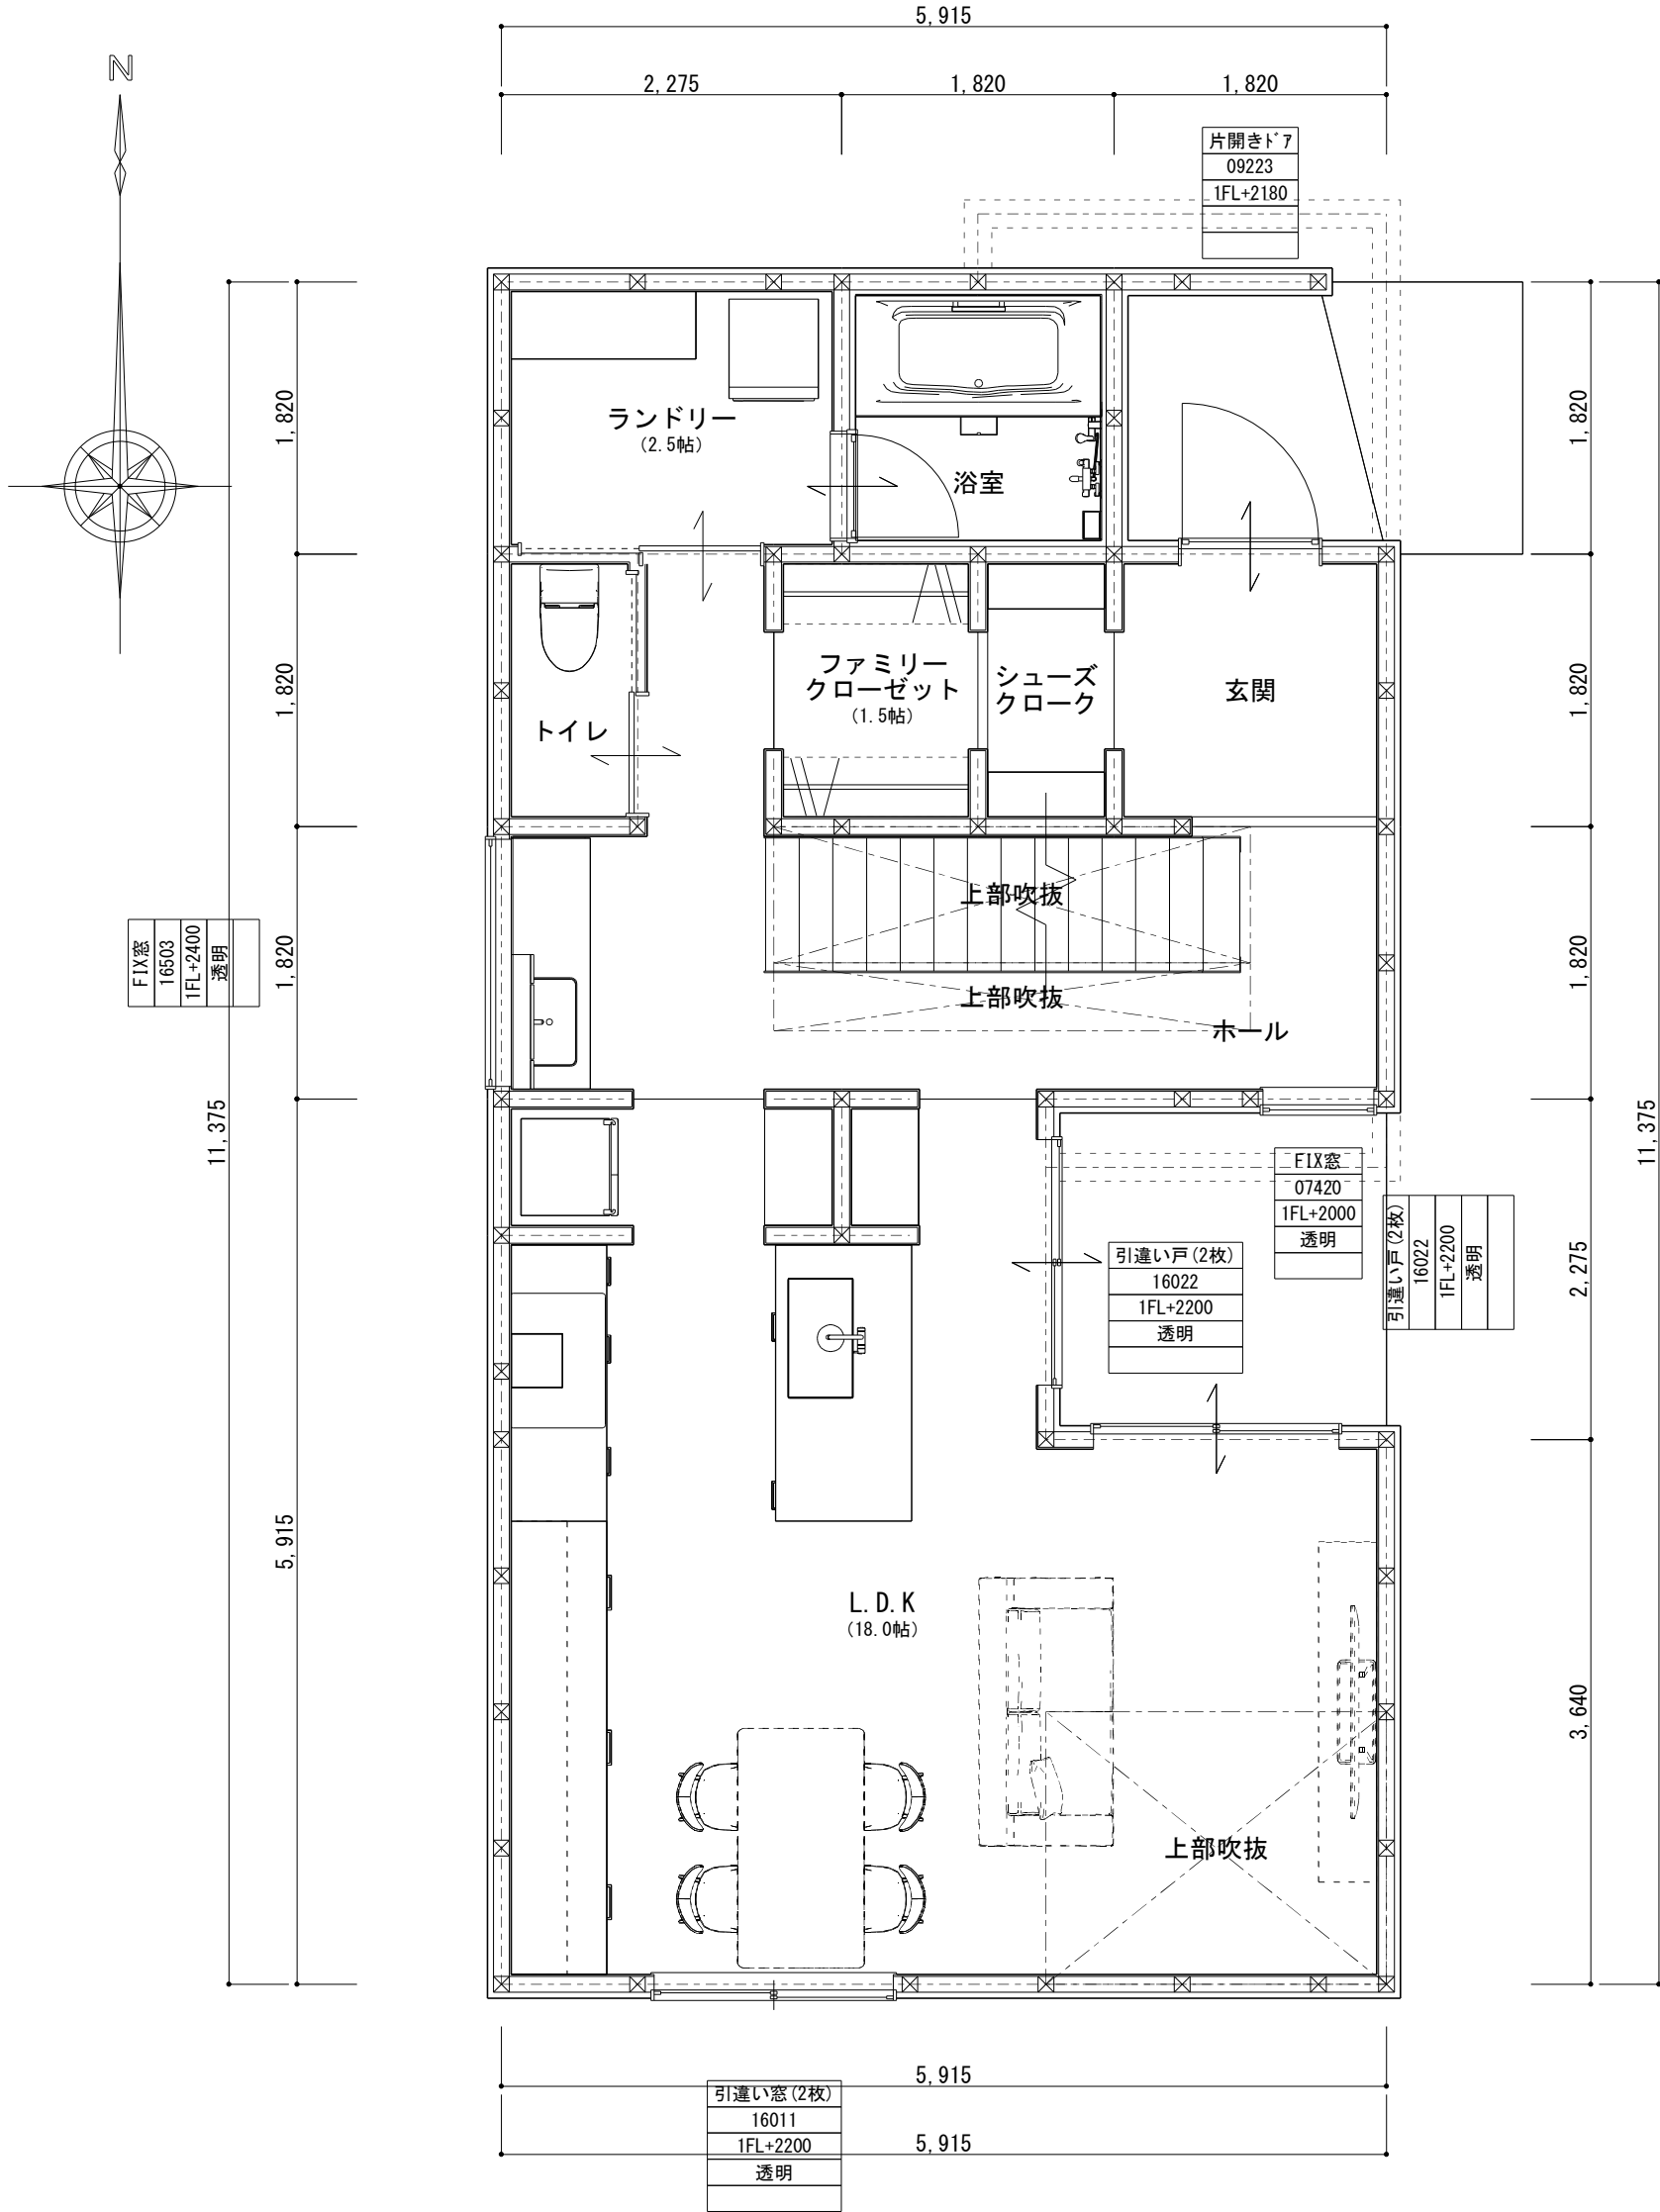 5,915
N
2,275
1,820
1,820
片開きドア
09223
1FL+2180
1,820
ランドリー
(2.5帖)
浴室
1,820
1,820
トイレ
ファミリー
クローゼット
(1.5帖)
シューズ
クローク
玄関
1,820
FIX窓
16503
1FL+2400
透明
1,820
上部吹抜
上部吹抜
ホール
1,820
11,375
11,375
FIX窓
07420
1FL+2000
透明
引違い戸(2枚)
16022
1FL+2200
透明
引違い戸(2枚)
16022
1FL+2200
透明
2,275
5,915
L.D.K
(18.0帖)
3,640
上部吹抜
5,915
引違い窓(2枚)
16011
1FL+2200
透明
5,915